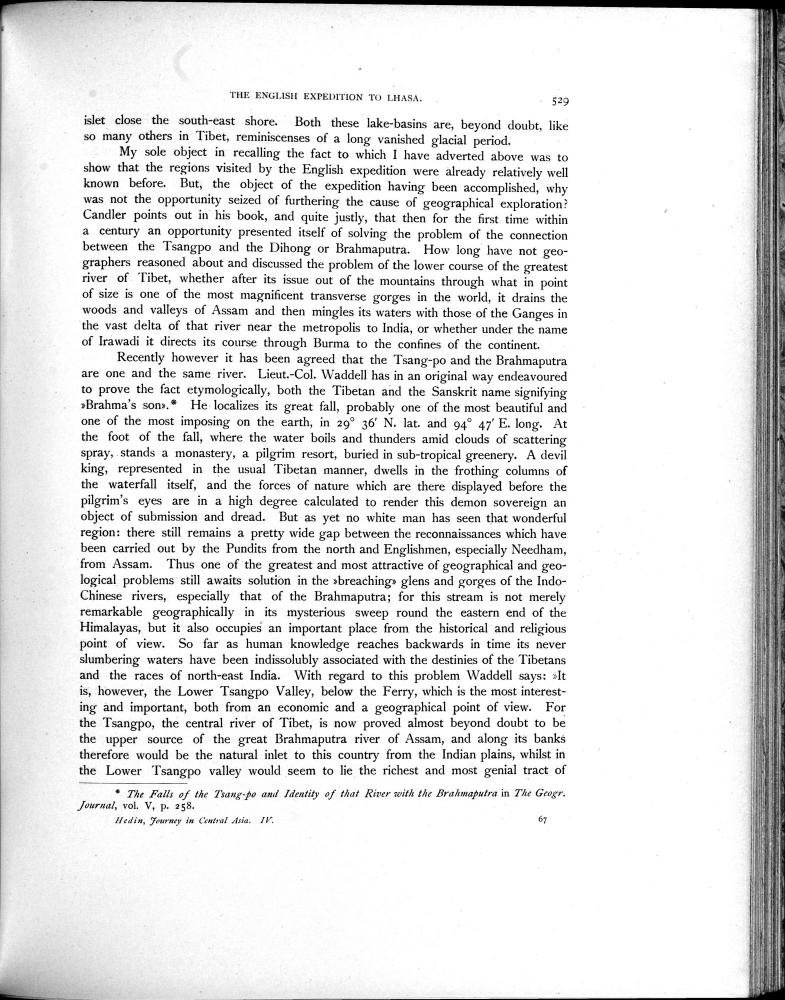 THE ENGLISH EXPEDITION TO LHASA.
529
islet close the south-east shore. Both these lake-basins are, beyond doubt, like
so many others in Tibet, reminiscenses of a long vanished glacial period.
My sole object in recalling the fact to which I have adverted above was to
show that the regions visited by the English expedition were already relatively well
known before. But, the object of the expedition having been accomplished, why
was not the opportunity seized of furthering the cause of geographical exploration?
Candler points out in his book, and quite justly, that then for the first time within
a century an opportunity presented itself of solving the problem of the connection
between the Tsangpo and the Dihong or Brahmaputra. How long have not geo-
graphers reasoned about and discussed the problem of the lower course of the greatest
river of Tibet, whether after its issue out of the mountains through what in point
of size is one of the most magnificent transverse gorges in the world, it drains the
woods and valleys of Assam and then mingles its waters with those of the Ganges in
the vast delta of that river near the metropolis to India, or whether under the name
of Irawadi it directs its course through Burma to the confines of the continent.
Recently however it has been agreed that the Tsang-po and the Brahmaputra
are one and the same river. Lieut.-Col. Waddell has in an original way endeavoured
to prove the fact etymologically, both the Tibetan and the Sanskrit name signifying
»Brahma's son».* He localizes its great fall, probably one of the most beautiful and
one of the most imposing on the earth, in 29° 36′ N. lat. and 94° 47′ E. long. At
the foot of the fall, where the water boils and thunders amid clouds of scattering
spray, stands a monastery, a pilgrim resort, buried in sub-tropical greenery. A devil
king, represented in the usual Tibetan manner, dwells in the frothing columns of
the waterfall itself, and the forces of nature which are there displayed before the
pilgrim's eyes are in a high degree calculated to render this demon sovereign an
object of submission and dread. But as yet no white man has seen that wonderful
region: there still remains a pretty wide gap between the reconnaissances which have
been carried out by the Pundits from the north and Englishmen, especially Needham,
from Assam. Thus one of the greatest and most attractive of geographical and geo-
logical problems still awaits solution in the »breaching» glens and gorges of the Indo-
Chinese rivers, especially that of the Brahmaputra; for this stream is not merely
remarkable geographically in its mysterious sweep round the eastern end of the
Himalayas, but it also occupies an important place from the historical and religious
point of view. So far as human knowledge reaches backwards in time its never
slumbering waters have been indissolubly associated with the destinies of the Tibetans
and the races of north-east India. With regard to this problem Waddell says: »It
is, however, the Lower Tsangpo Valley, below the Ferry, which is the most interest-
ing and important, both from an economic and a geographical point of view. For
the Tsangpo, the central river of Tibet, is now proved almost beyond doubt to be
the upper source of the great Brahmaputra river of Assam, and along its banks
therefore would be the natural inlet to this country from the Indian plains, whilst in
the Lower Tsangpo valley would seem to lie the richest and most genial tract of
* The Falls of the Tsang-po and Identity of that River with the Brahmaputra in The Geogr.
Journal, vol. V, p. 258.
Hedin, Journey in Central Asia. IV.
67